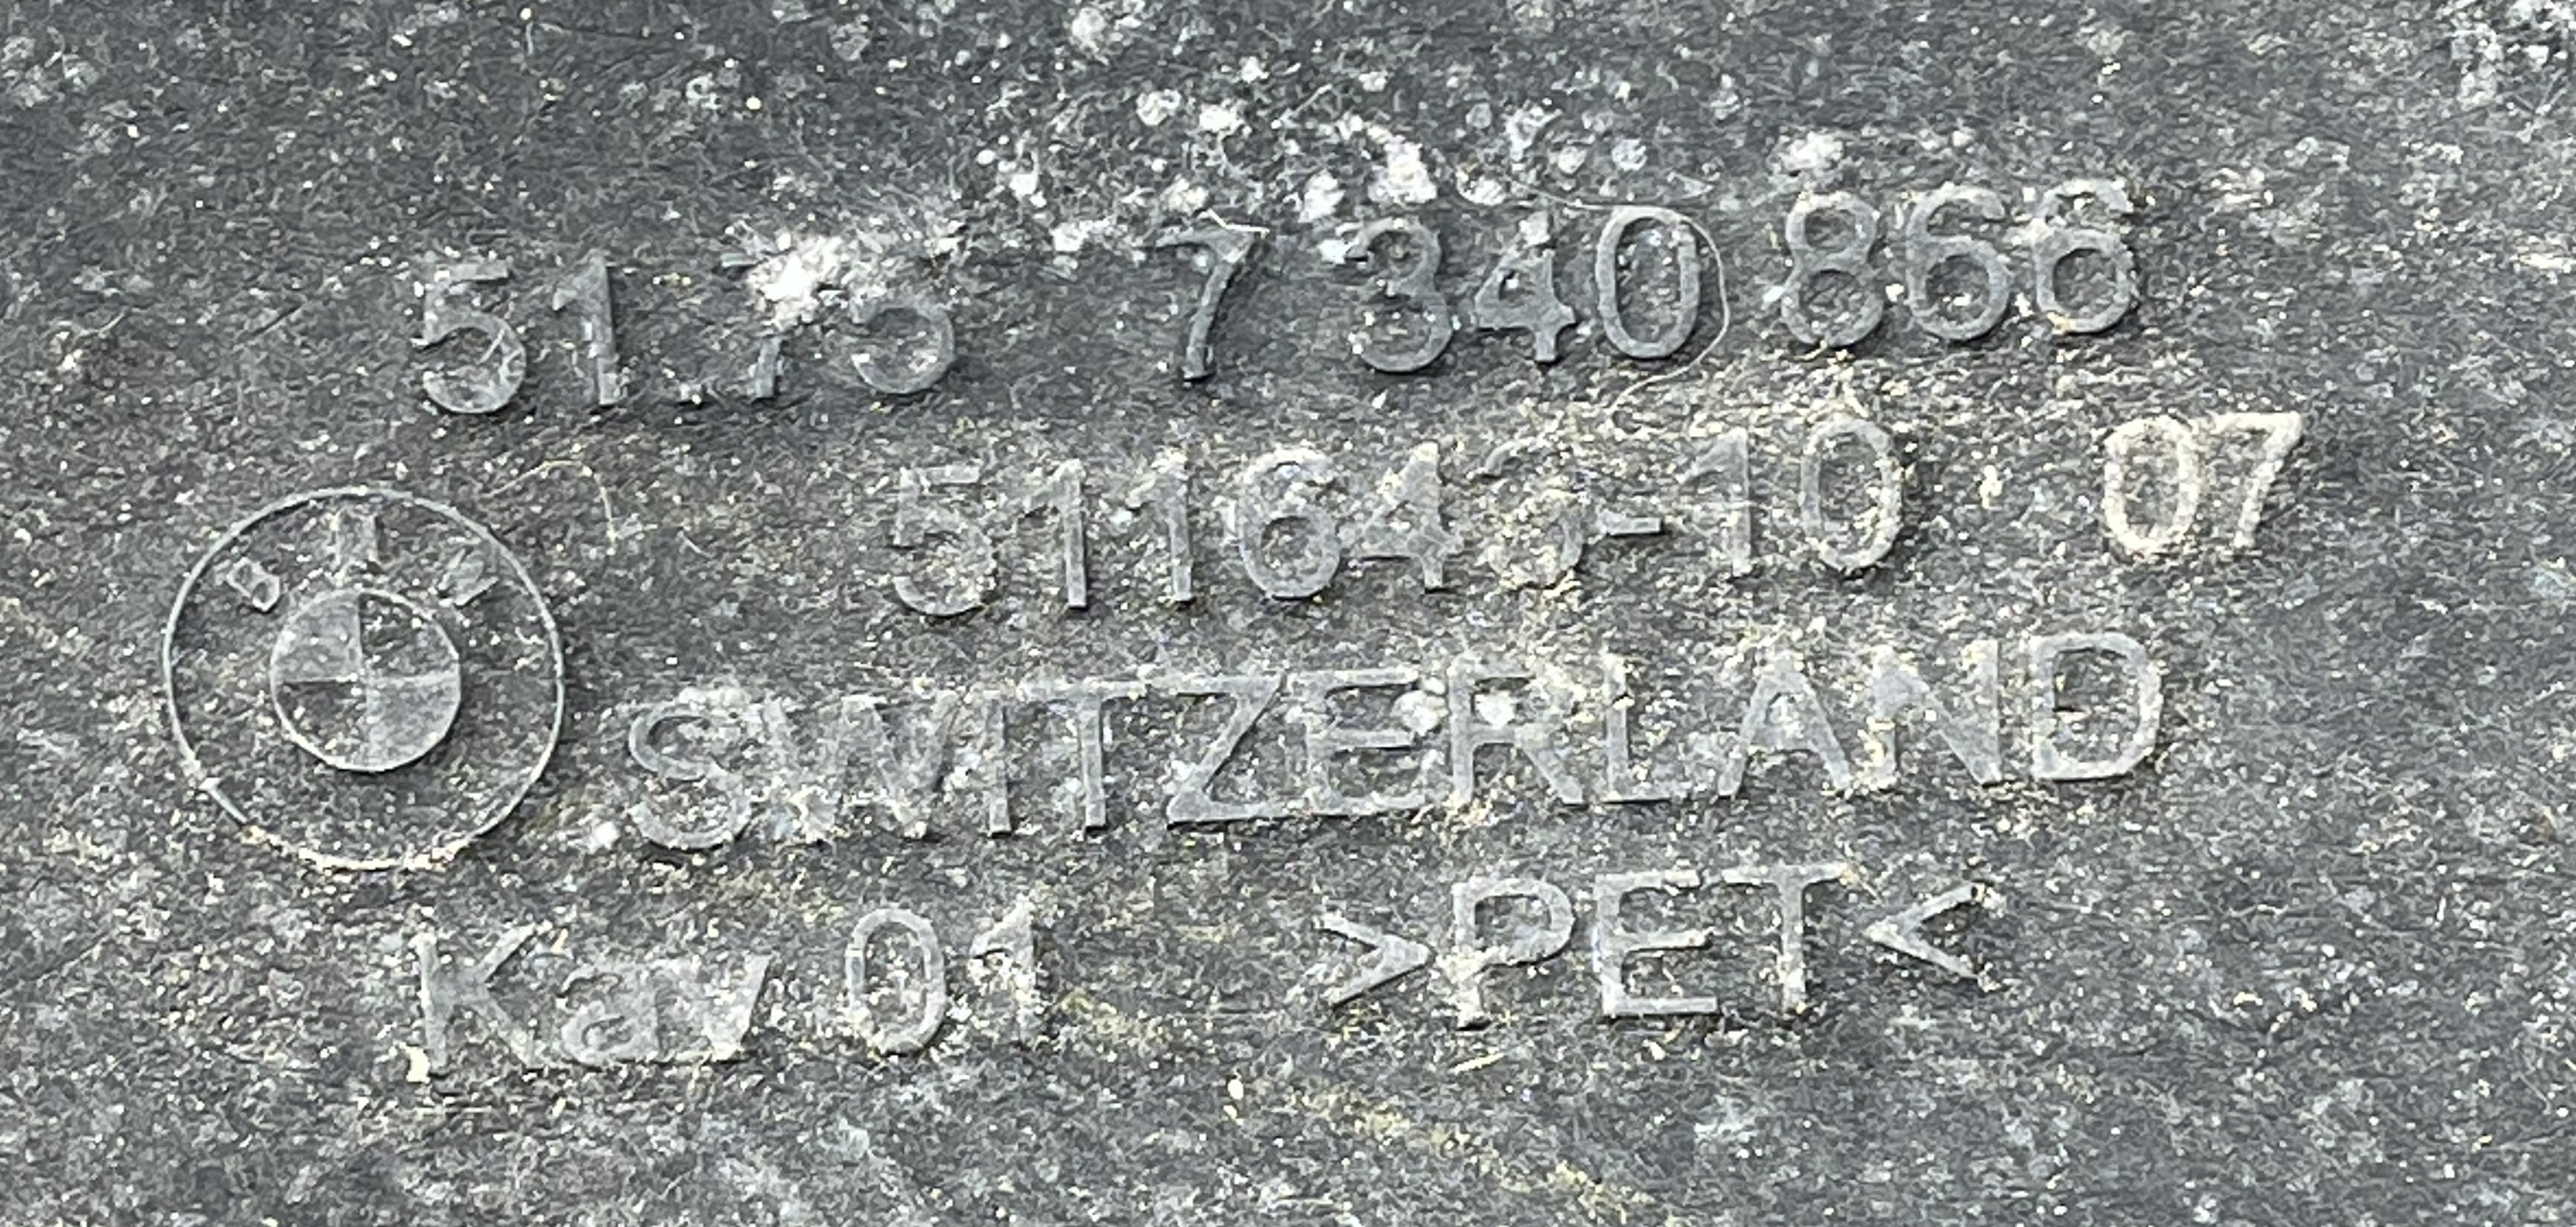 51.75 7 340 866
511643-10 07
BMW
SWITZERLAND
Kav 01 >PET<